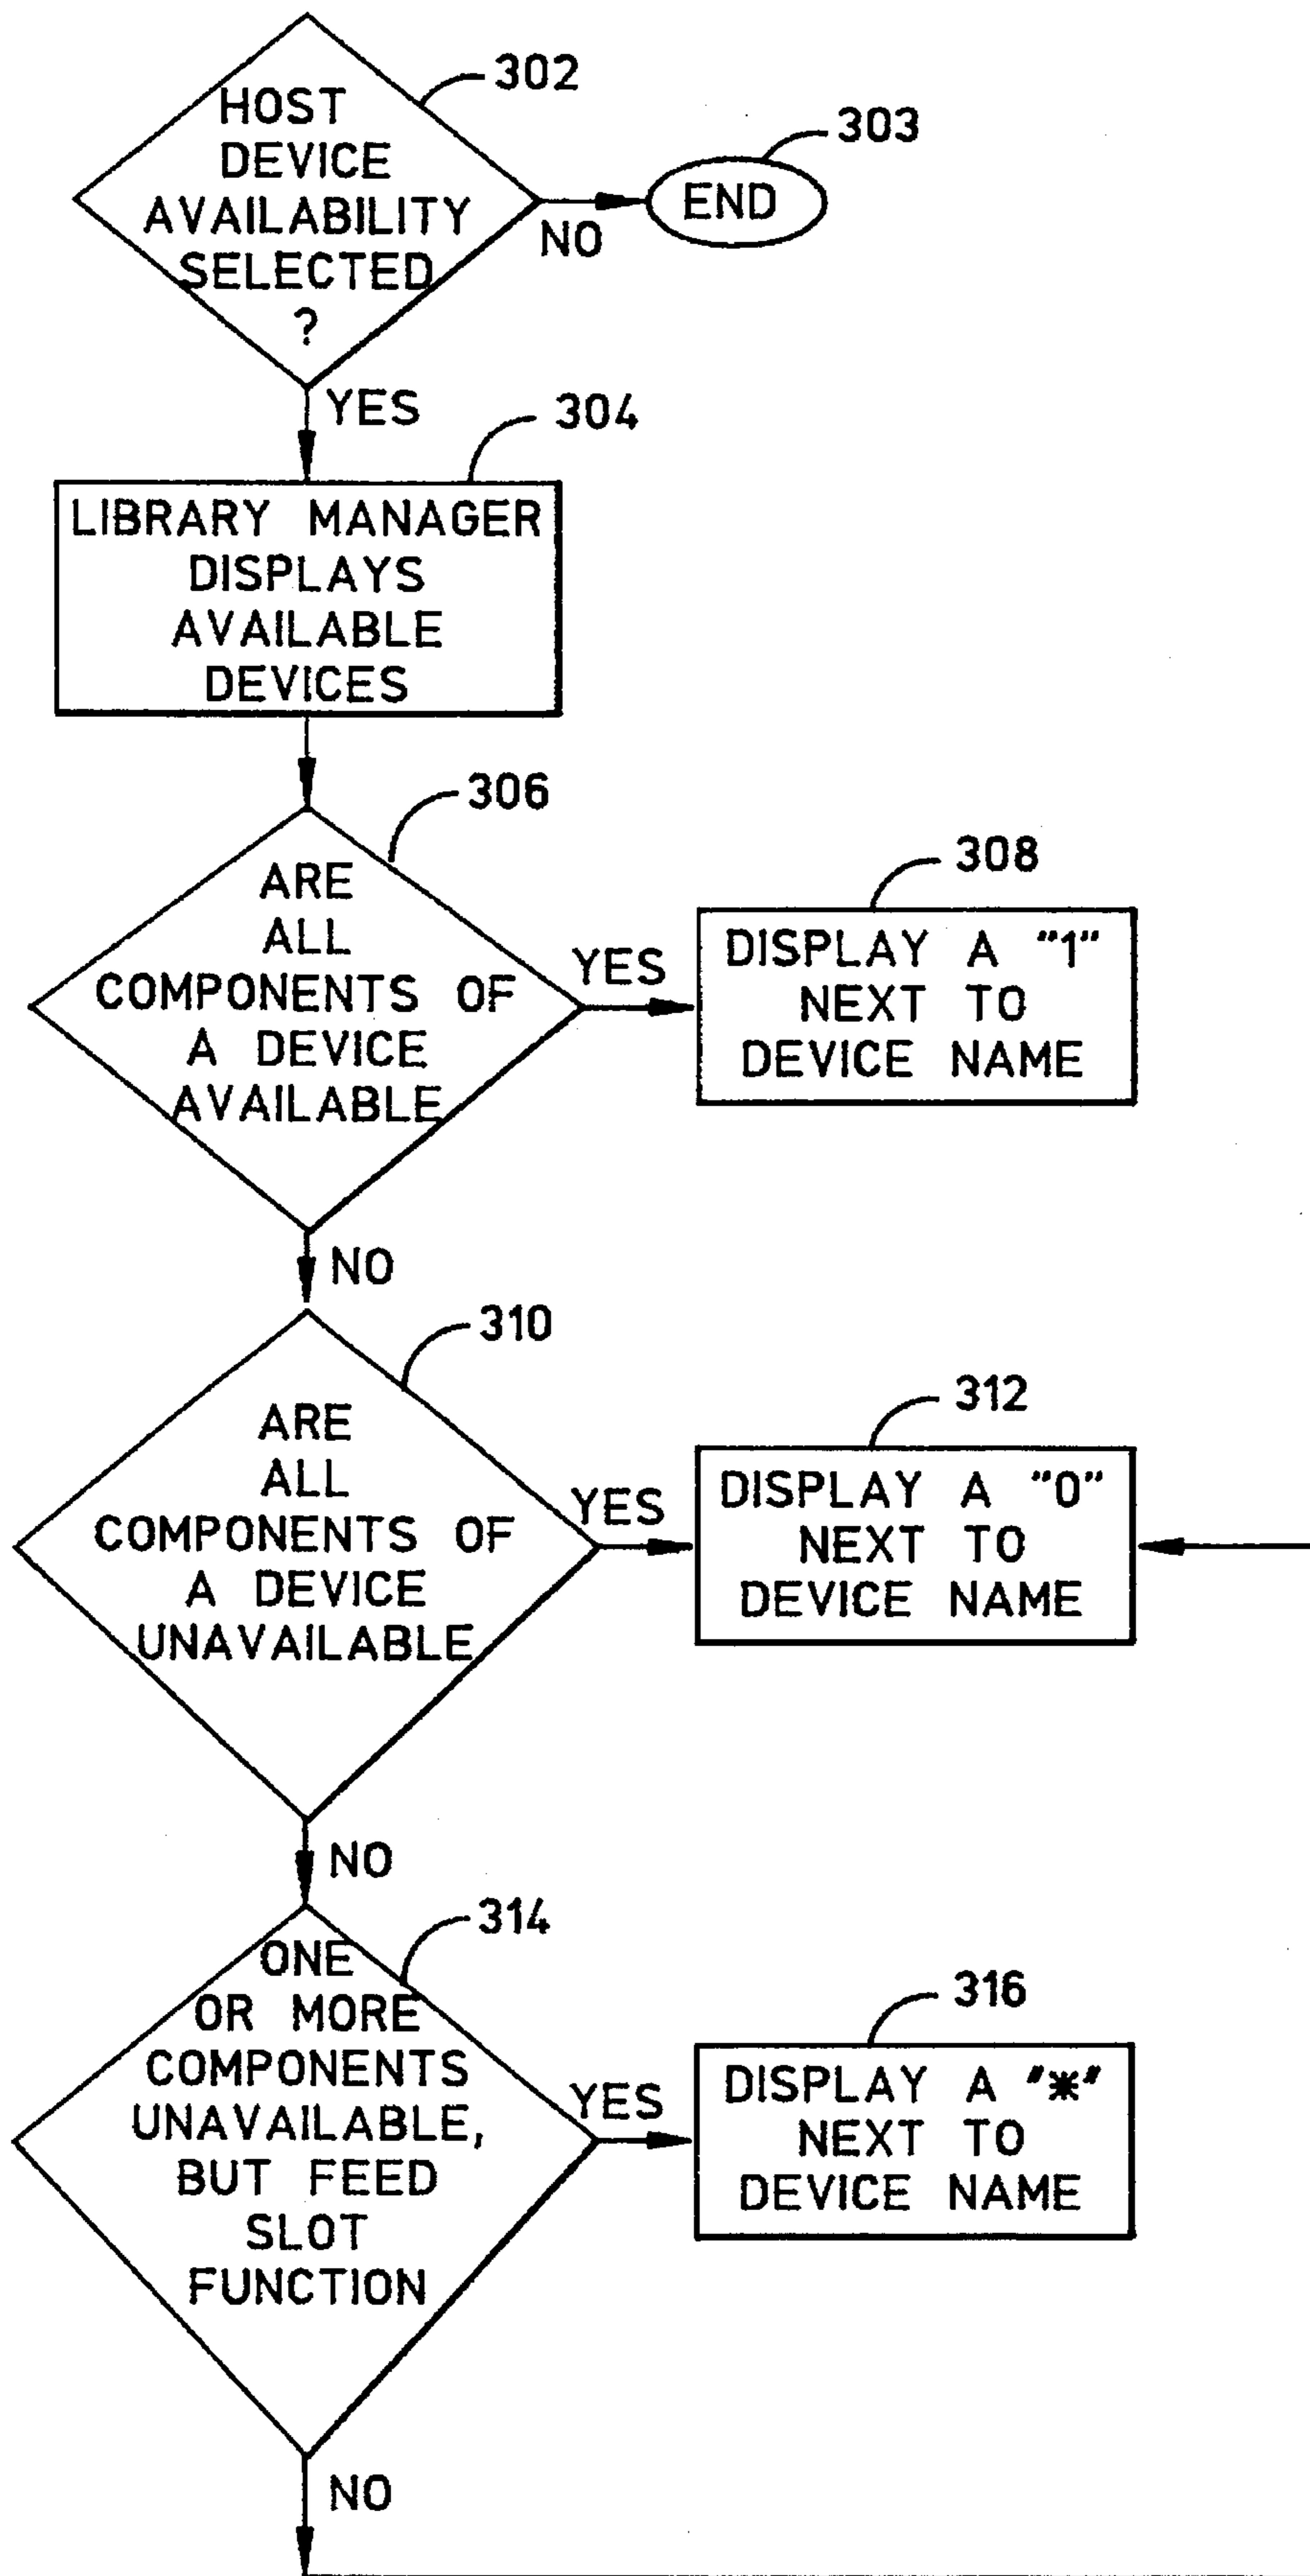 302
HOST
DEVICE
AVAILABILITY
SELECTED
?
303
END
NO
YES
304
LIBRARY MANAGER
DISPLAYS
AVAILABLE
DEVICES
306
ARE
ALL
COMPONENTS OF
A DEVICE
AVAILABLE
YES
308
DISPLAY A "1"
NEXT TO
DEVICE NAME
NO
310
ARE
ALL
COMPONENTS OF
A DEVICE
UNAVAILABLE
YES
312
DISPLAY A "0"
NEXT TO
DEVICE NAME
NO
314
ONE
OR MORE
COMPONENTS
UNAVAILABLE,
BUT FEED
SLOT
FUNCTION
YES
316
DISPLAY A "*"
NEXT TO
DEVICE NAME
NO